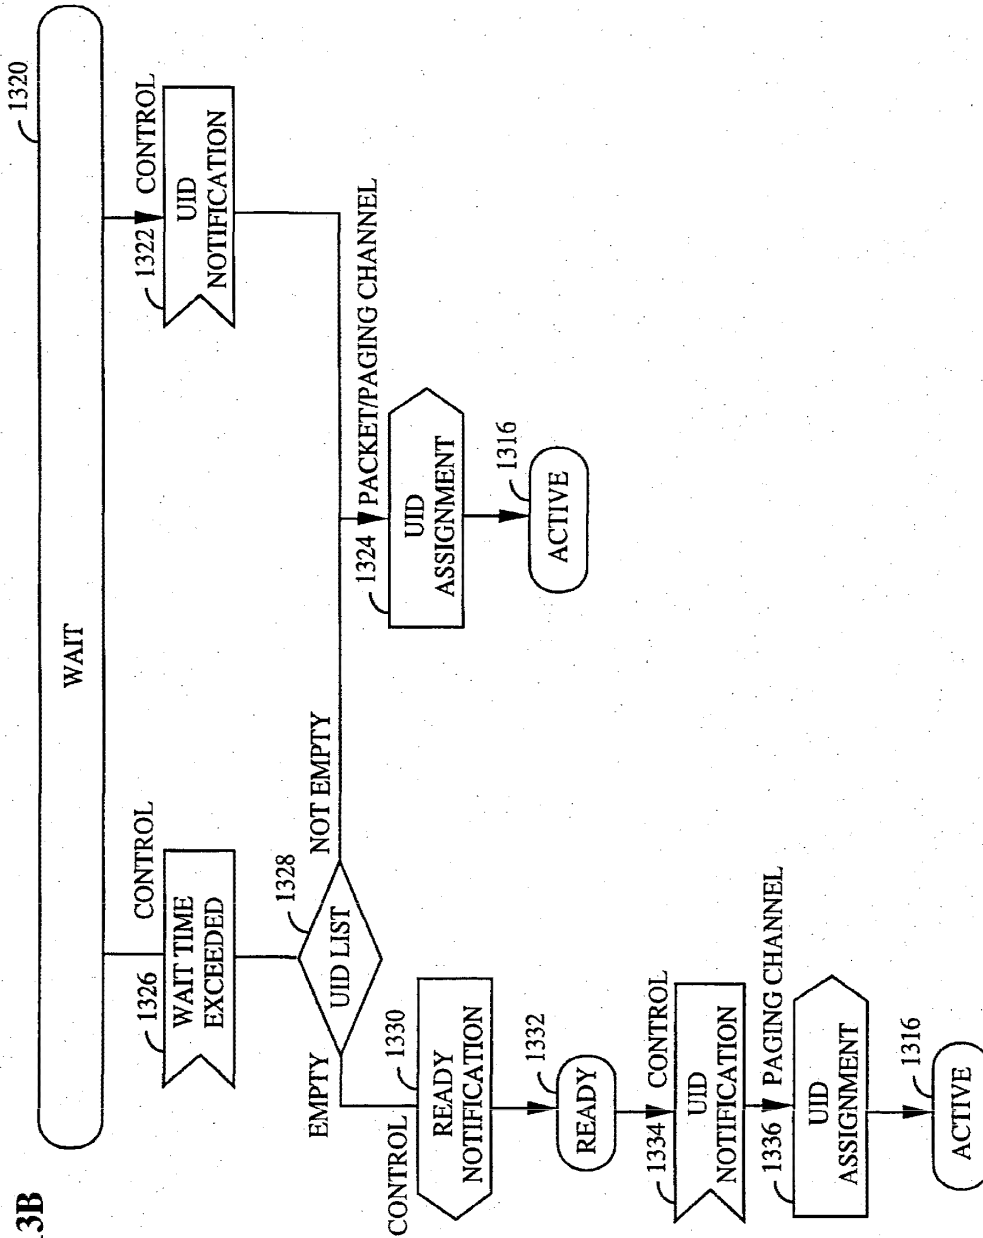 1320
WAIT
CONTROL
1326
WAIT TIME
EXCEEDED
CONTROL
1322
UID
NOTIFICATION
1328
UID LIST
EMPTY
NOT EMPTY
PACKET/PAGING CHANNEL
1324
UID
ASSIGNMENT
1316
ACTIVE
CONTROL
1330
READY
NOTIFICATION
1332
READY
CONTROL
1334
UID
NOTIFICATION
PAGING CHANNEL
1336
UID
ASSIGNMENT
1316
ACTIVE
.3B